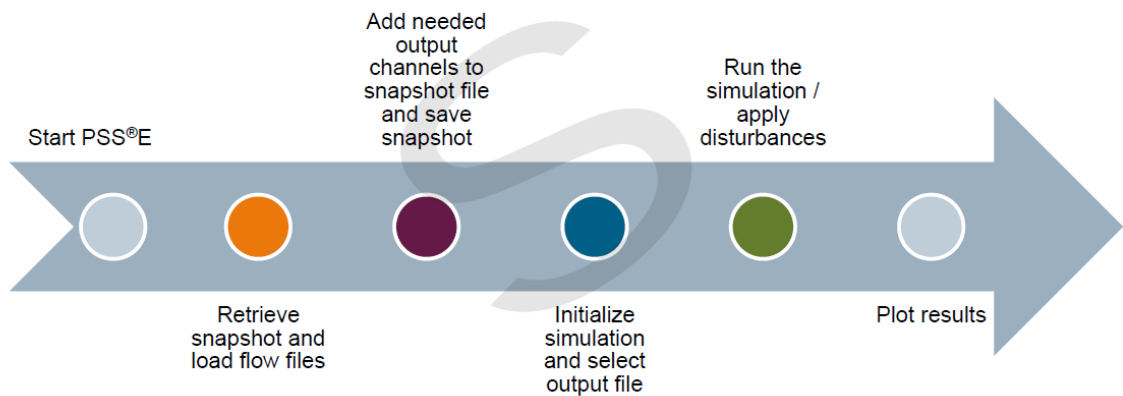 Start PSS®E
Retrieve
snapshot and
load flow files
Add needed
output
channels to
snapshot file
and save
snapshot
Initialize
simulation
and select
output file
Run the
simulation /
apply
disturbances
Plot results